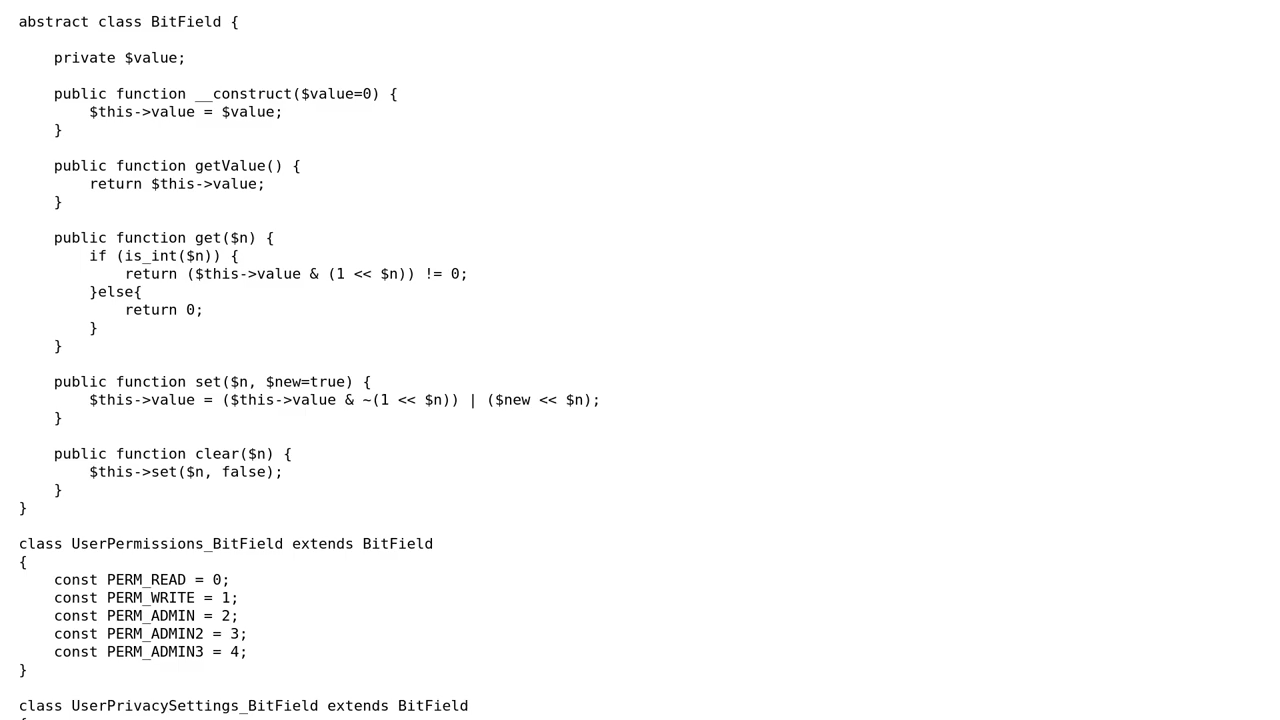 abstract class BitField {

    private $value;

    public function __construct($value=0) {
        $this->value = $value;
    }

    public function getValue() {
        return $this->value;
    }

    public function get($n) {
        if (is_int($n)) {
            return ($this->value & (1 << $n)) != 0;
        }else{
            return 0;
        }
    }

    public function set($n, $new=true) {
        $this->value = ($this->value & ~(1 << $n)) | ($new << $n);
    }

    public function clear($n) {
        $this->set($n, false);
    }
}

class UserPermissions_BitField extends BitField
{
    const PERM_READ = 0;
    const PERM_WRITE = 1;
    const PERM_ADMIN = 2;
    const PERM_ADMIN2 = 3;
    const PERM_ADMIN3 = 4;
}

class UserPrivacySettings_BitField extends BitField
{